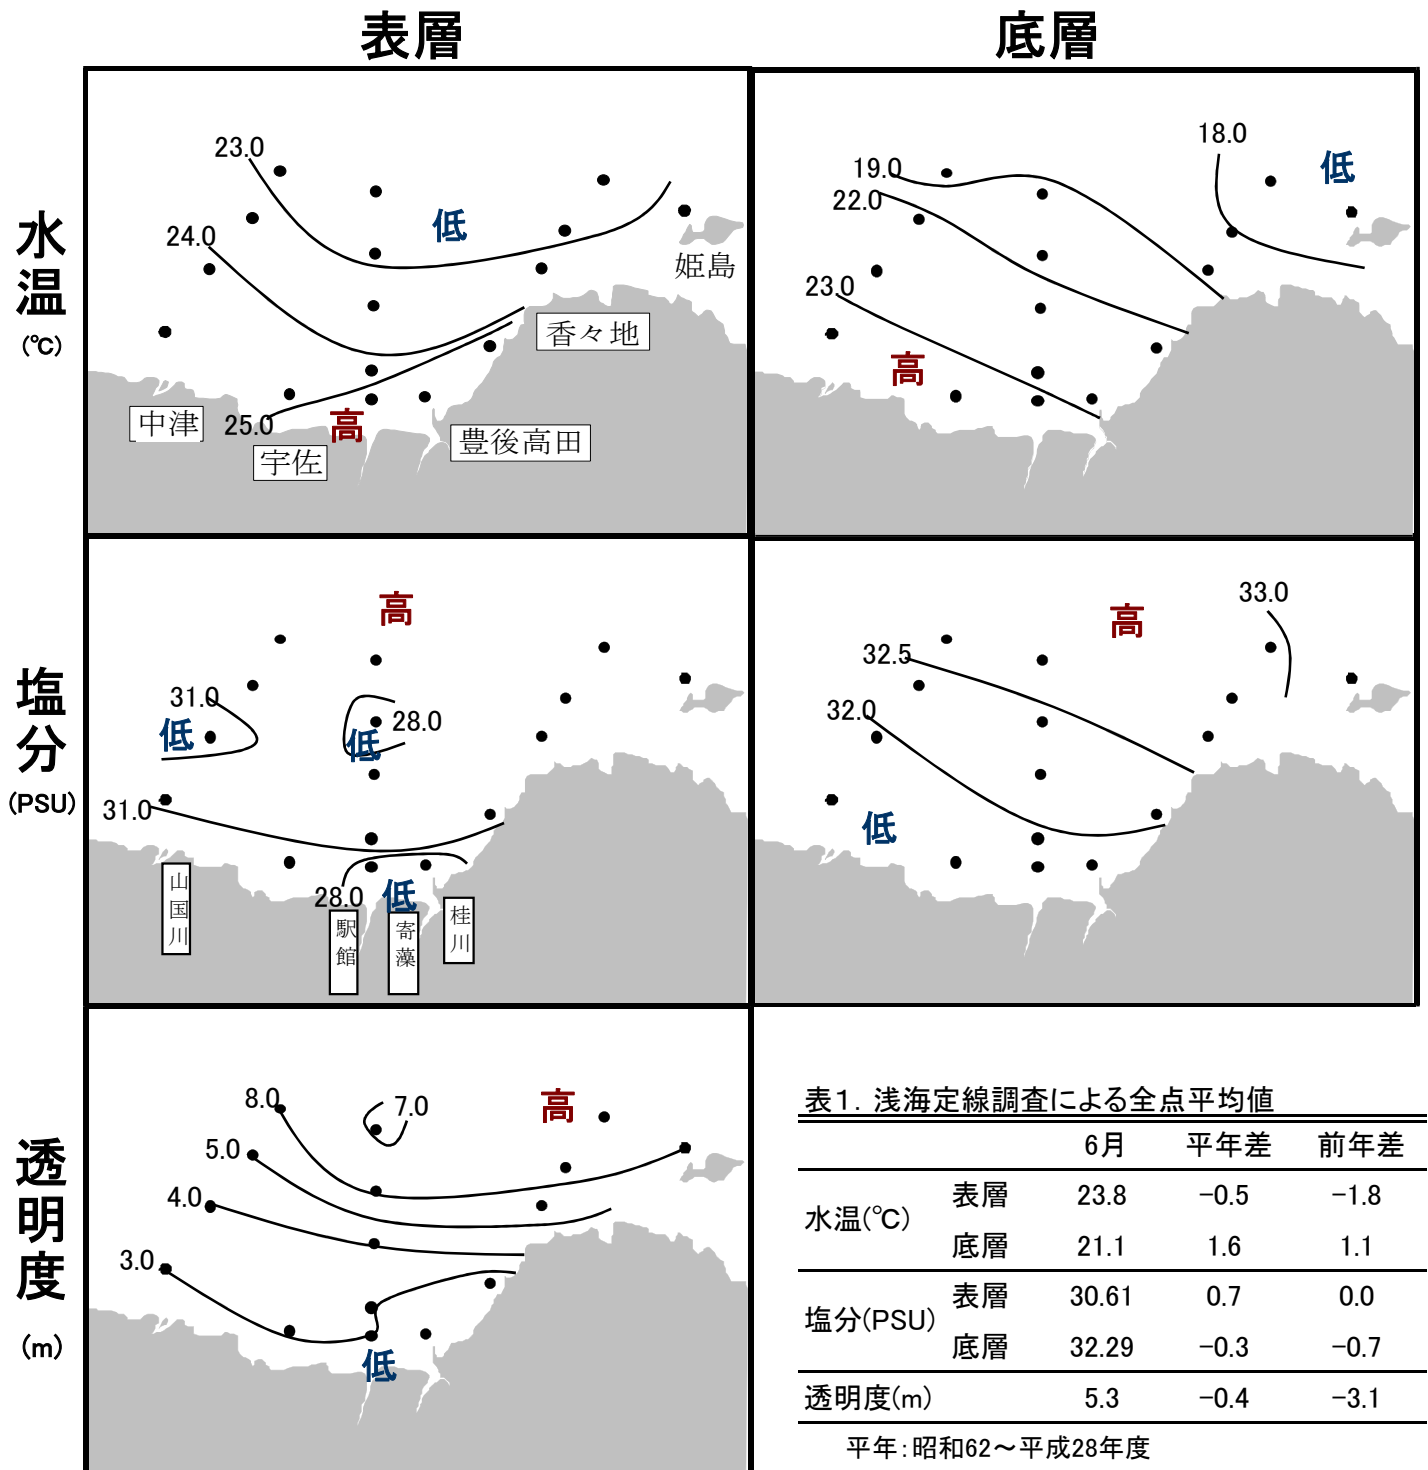 表層
底層
水温
(℃)
23.0
24.0
25.0
低
高
姫島
香々地
中津
宇佐
豊後高田
18.0
19.0
22.0
23.0
低
高
塩分
(PSU)
高
31.0
低
28.0
低
31.0
28.0
低
山国川
駅館
寄藻
桂川
33.0
高
32.5
32.0
低
透明度
(m)
8.0
7.0
高
5.0
4.0
3.0
低
表1. 浅海定線調査による全点平均値
6月 平年差 前年差
水温(℃) 表層 23.8 −0.5 −1.8
底層 21.1 1.6 1.1
塩分(PSU) 表層 30.61 0.7 0.0
底層 32.29 −0.3 −0.7
透明度(m) 5.3 −0.4 −3.1
平年:昭和62〜平成28年度